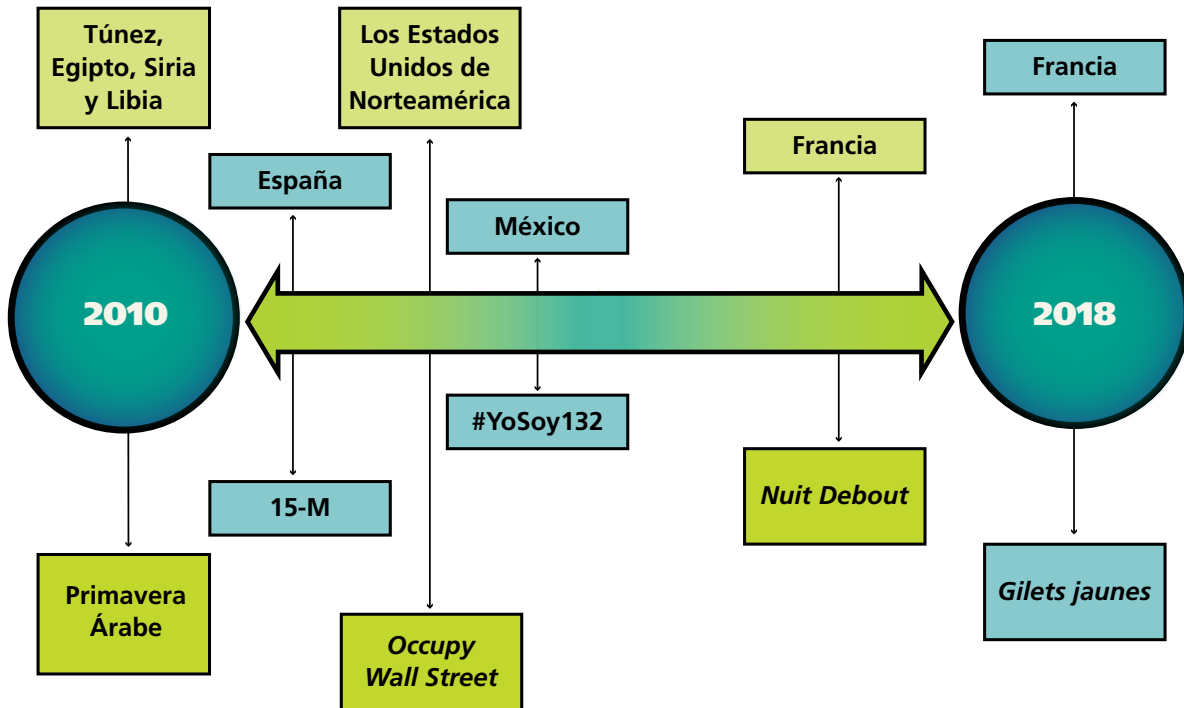 Túnez,
Egipto, Siria
y Libia
Los Estados
Unidos de
Norteamérica
Francia
España
Francia
México
2010
2018
#YoSoy132
15-M
Nuit Debout
Primavera
Árabe
Occupy
Wall Street
Gilets jaunes